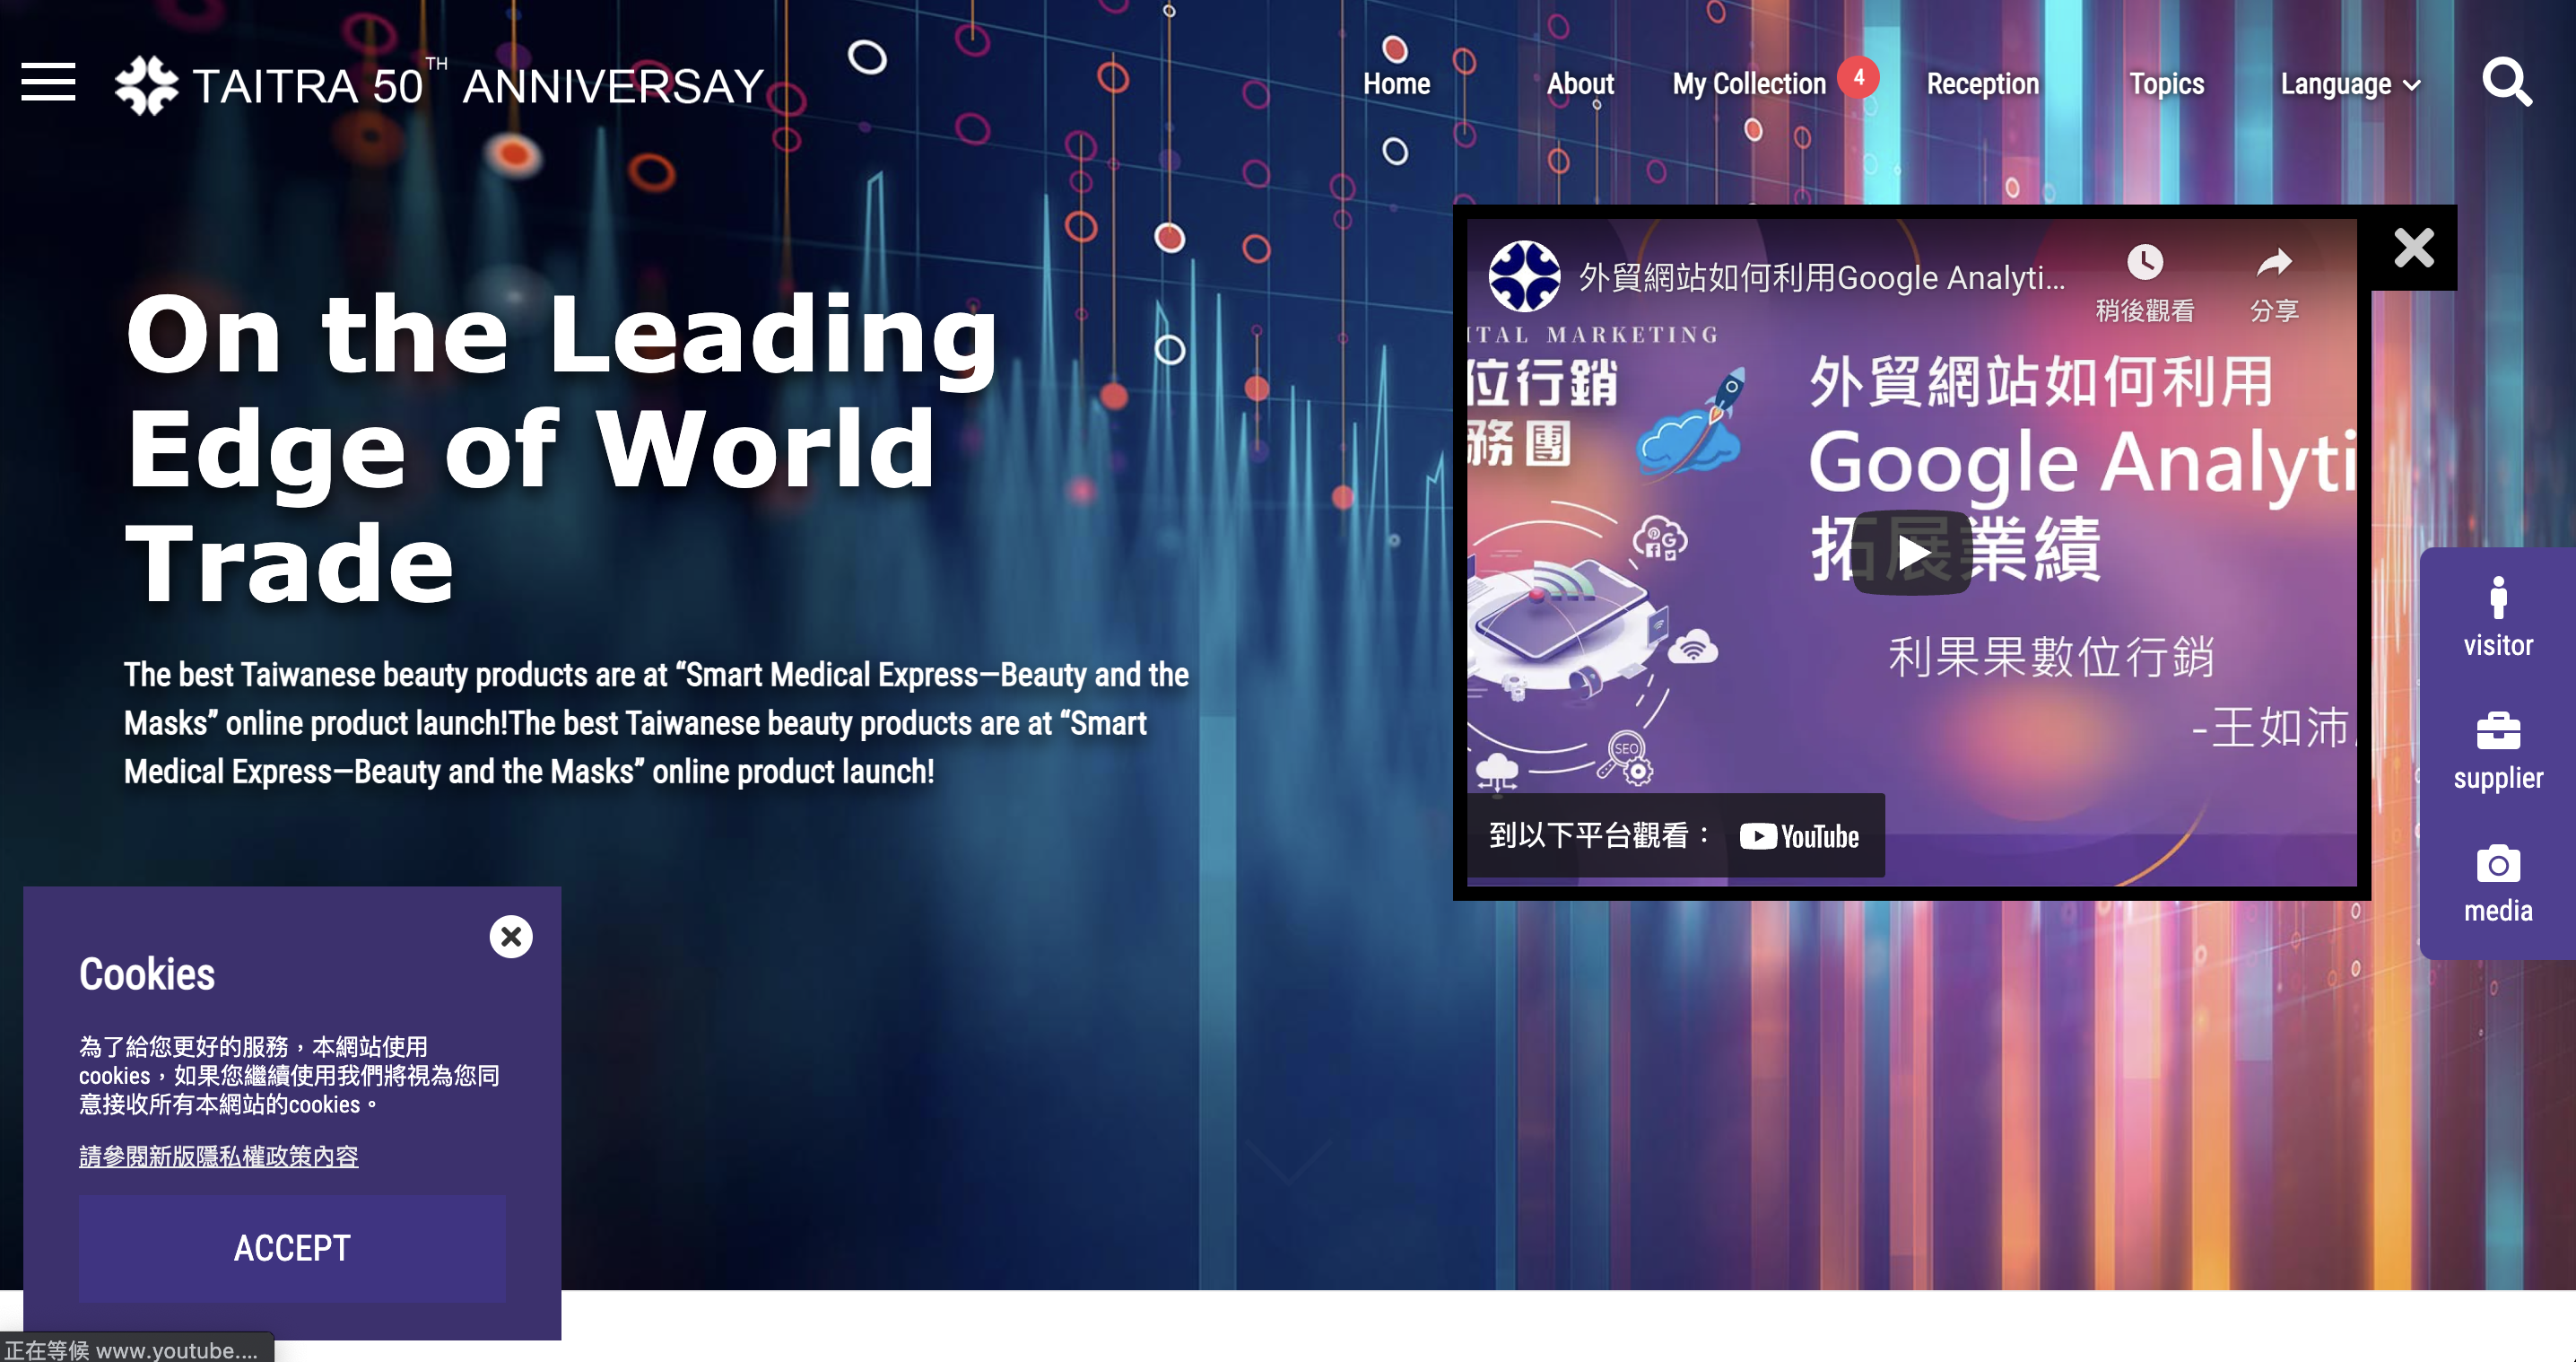 TAITRA 50TH ANNIVERSAY
Home
About
My Collection
4
Reception
Topics
Language
On the Leading
Edge of World
Trade
The best Taiwanese beauty products are at “Smart Medical Express—Beauty and the
Masks” online product launch!The best Taiwanese beauty products are at “Smart
Medical Express—Beauty and the Masks” online product launch!
外貿網站如何利用Google Analyti...
稍後觀看
分享
ITAL MARKETING
位行銷
務團
外貿網站如何利用
Google Analyti
拓展業績
利果果數位行銷
-王如沛
SEO
到以下平台觀看：
YouTube
visitor
supplier
media
Cookies
為了給您更好的服務，本網站使用
cookies，如果您繼續使用我們將視為您同
意接收所有本網站的cookies。
請參閱新版隱私權政策內容
ACCEPT
正在等候 www.youtube....